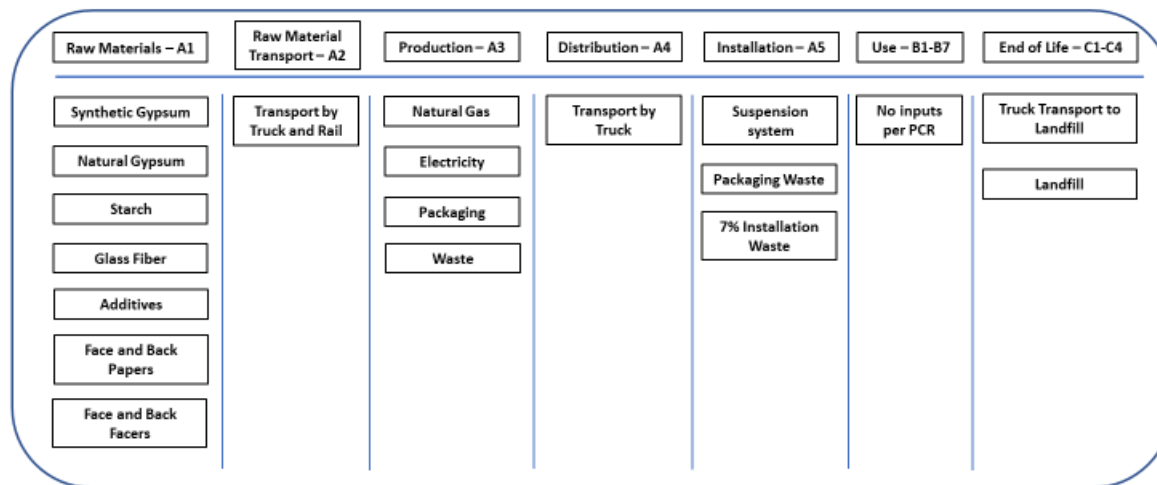 Raw Materials – A1
Raw Material
Transport – A2
Production – A3
Distribution – A4
Installation – A5
Use – B1-B7
End of Life – C1-C4
Synthetic Gypsum
Natural Gypsum
Starch
Glass Fiber
Additives
Face and Back
Papers
Face and Back
Facers
Transport by
Truck and Rail
Natural Gas
Electricity
Packaging
Waste
Transport by
Truck
Suspension
system
Packaging Waste
7% Installation
Waste
No inputs
per PCR
Truck Transport to
Landfill
Landfill